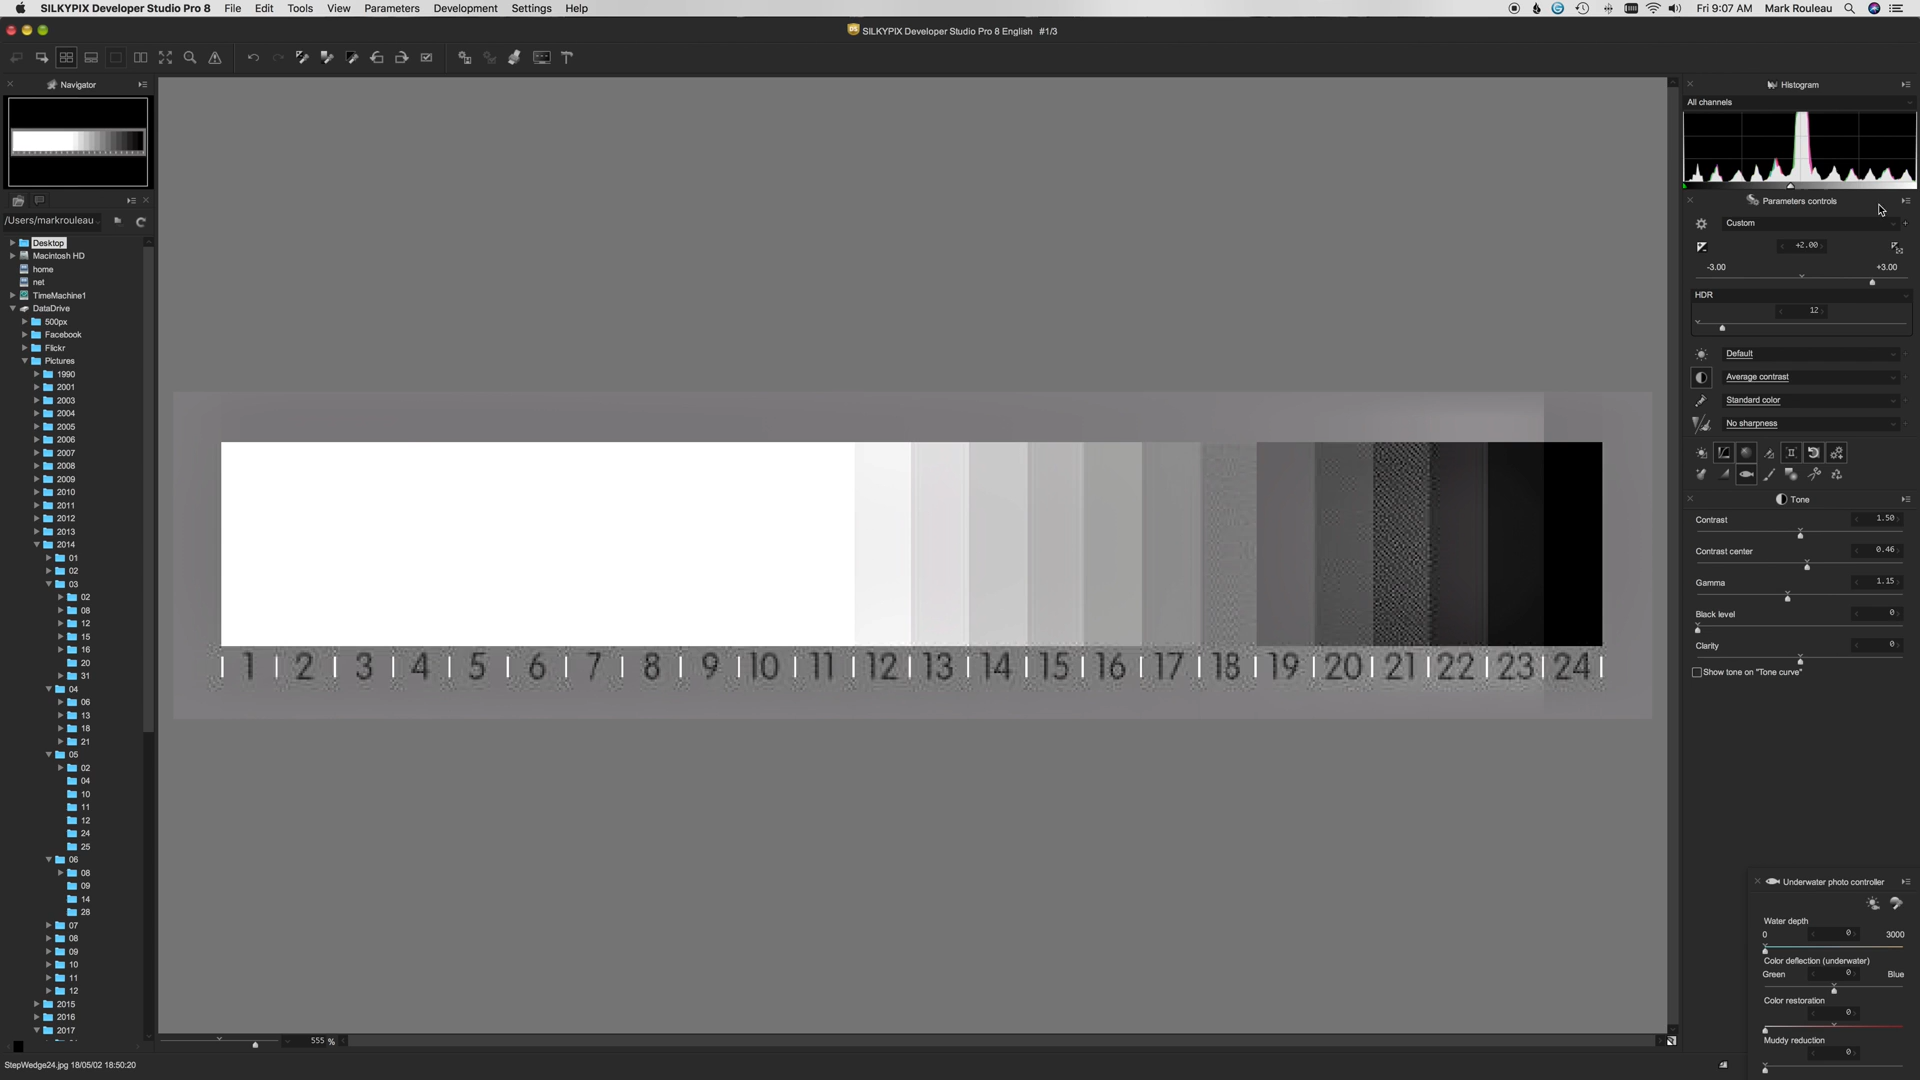 SILKYPIX Developer Studio Pro 8 File Edit Tools View Parameters Development Settings Help
Fri 9:07 AM Mark Rouleau
SILKYPIX Developer Studio Pro 8 English #1/3
Navigator
/Users/markrouleau
Desktop
Macintosh HD
home
net
TimeMachine1
DataDrive
500px
Facebook
Flickr
Pictures
1990
2001
2003
2004
2005
2006
2007
2008
2009
2010
2011
2012
2013
2014
01
02
03
02
08
12
15
16
20
31
04
06
13
18
21
05
02
04
10
11
12
24
25
06
08
09
14
28
07
08
09
10
11
12
2015
2016
2017
1 2 3 4 5 6 7 8 9 10 11 12 13 14 15 16 17 18 19 20 21 22 23 24
555 %
StepWedge24.jpg 18/05/02 18:50:20
Histogram
All channels
Parameters controls
Custom
+2.00
-3.00 +3.00
HDR
12
Default
Average contrast
Standard color
No sharpness
Tone
Contrast 1.50
Contrast center 0.46
Gamma 1.15
Black level 0
Clarity 0
Show tone on "Tone curve"
Underwater photo controller
Water depth
0 0 3000
Color deflection (underwater)
Green 0 Blue
Color restoration
0
Muddy reduction
0